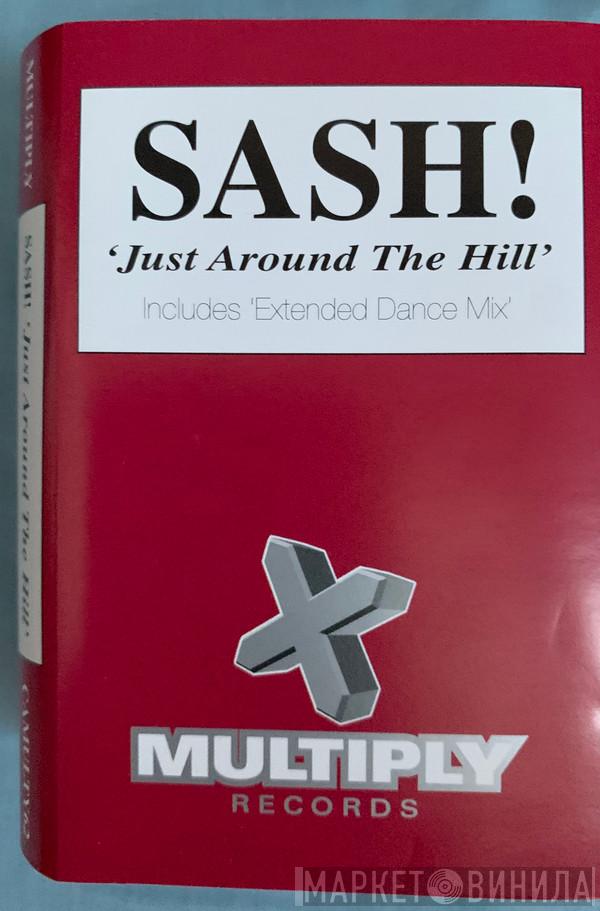 SASH!
‘Just Around The Hill’
Includes 'Extended Dance Mix'
MULTIPLY
RECORDS
MULTIPLY
SASH! ‘Just Around The Hill’
CAMULTY62
МАРКЕТ ВИНИЛА